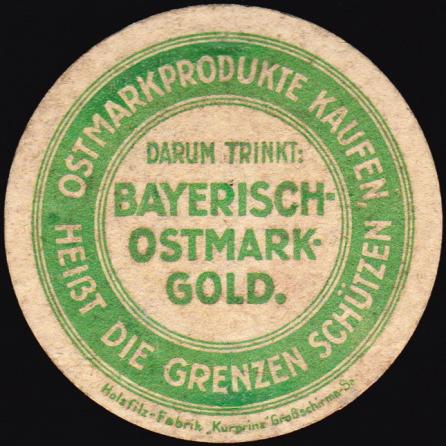 OSTMARKPRODUKTE KAUFEN,
HEIẞT DIE GRENZEN SCHÜTZEN
DARUM TRINKT:
BAYERISCH-
OSTMARK-
GOLD.
Holzfilz-Fabrik „Kurprinz" Großschirma-Sa